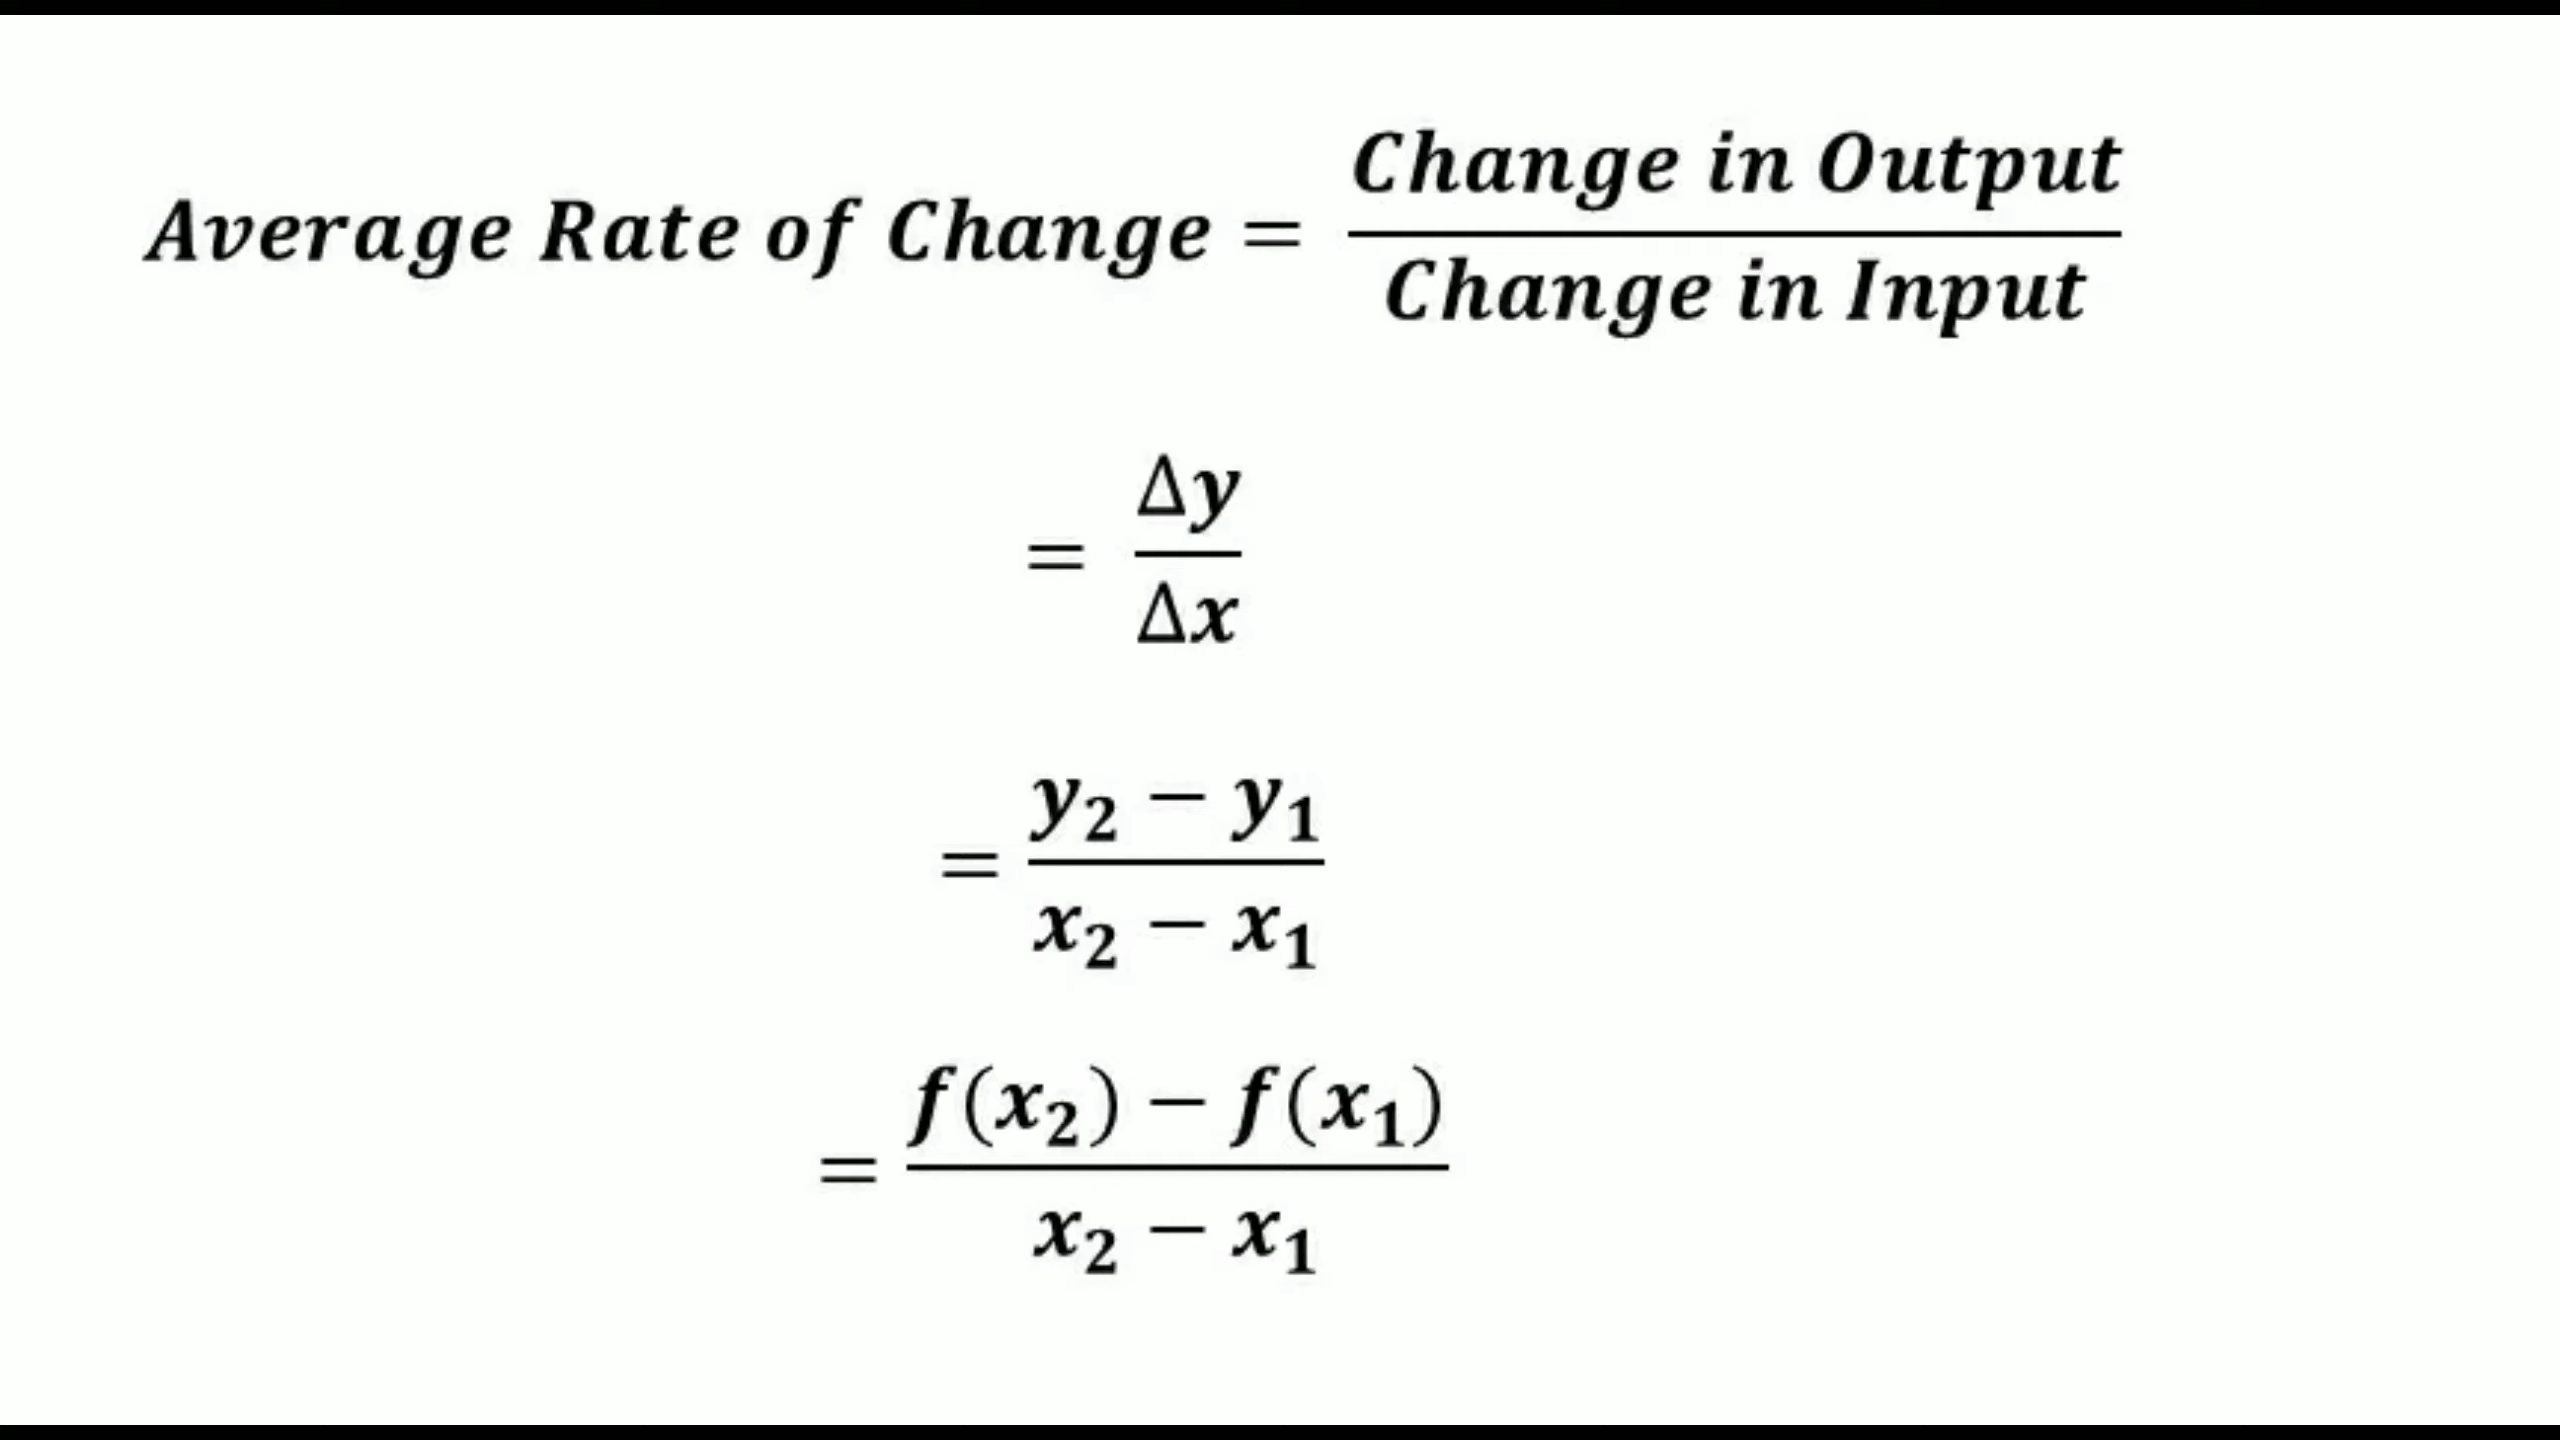 Average Rate of Change = Change in Output / Change in Input
= Δy / Δx
= y₂ − y₁ / x₂ − x₁
= f(x₂) − f(x₁) / x₂ − x₁